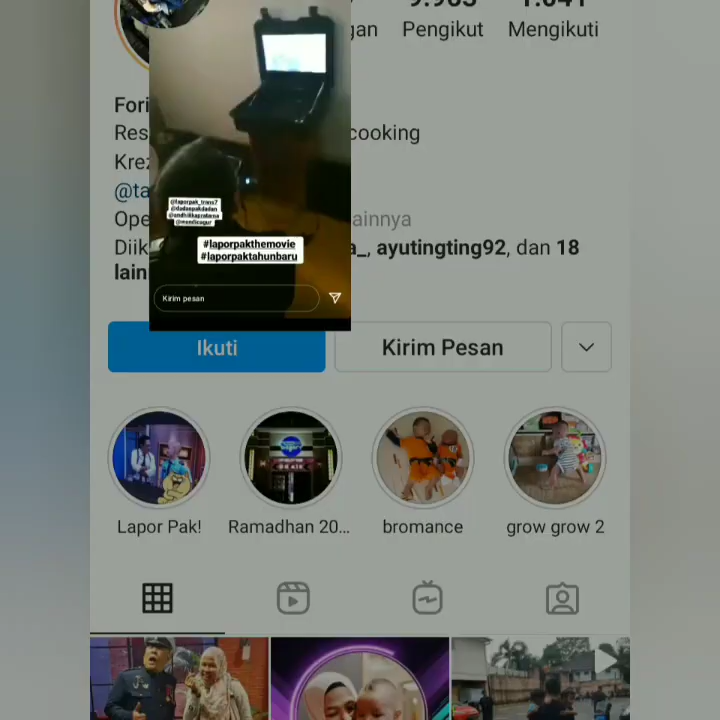 gan Pengikut Mengikuti
Fori
Res cooking
Krez
@ta
Ope ainnya
Diik a_, ayutingting92, dan 18
lain
@laporpak_trans7
@andhikapratama
#laporpakthemovie
#laporpaktahunbaru
Kirim pesan
Ikuti Kirim Pesan
Lapor Pak! Ramadhan 20... bromance grow grow 2